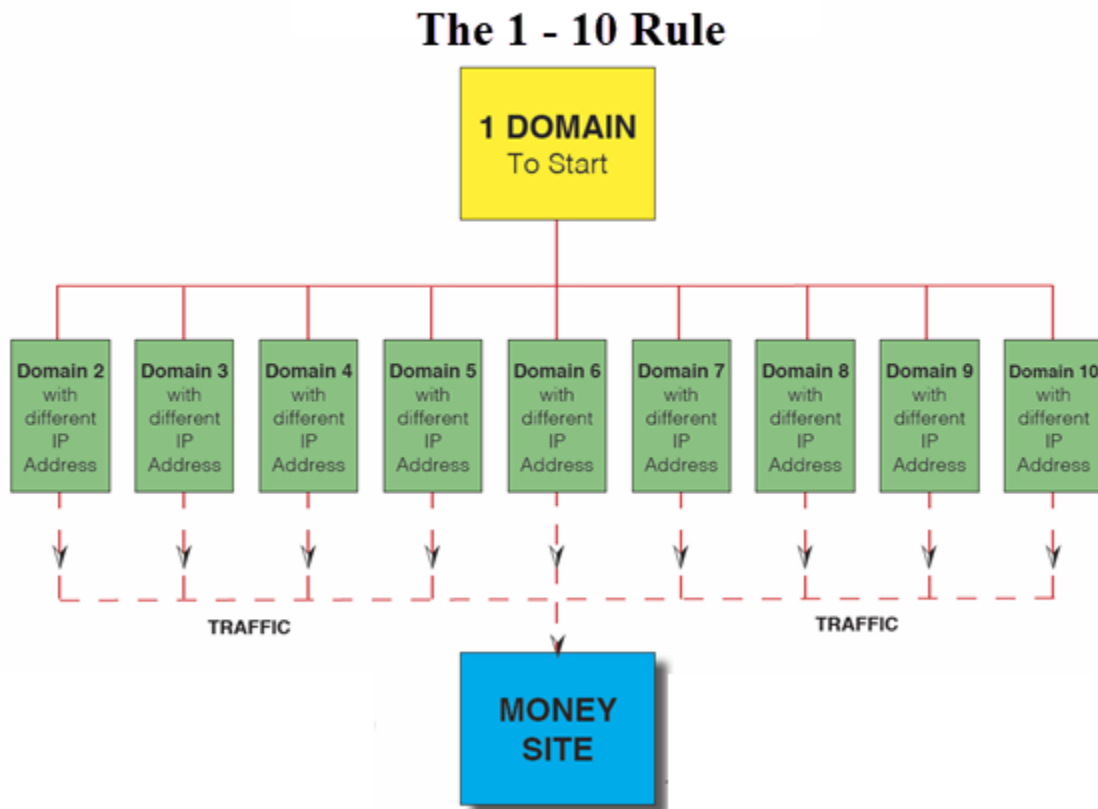 The 1 - 10 Rule
1 DOMAIN
To Start
Domain 2
with
different
IP
Address
Domain 3
with
different
IP
Address
Domain 4
with
different
IP
Address
Domain 5
with
different
IP
Address
Domain 6
with
different
IP
Address
Domain 7
with
different
IP
Address
Domain 8
with
different
IP
Address
Domain 9
with
different
IP
Address
Domain 10
with
different
IP
Address
TRAFFIC
TRAFFIC
MONEY
SITE